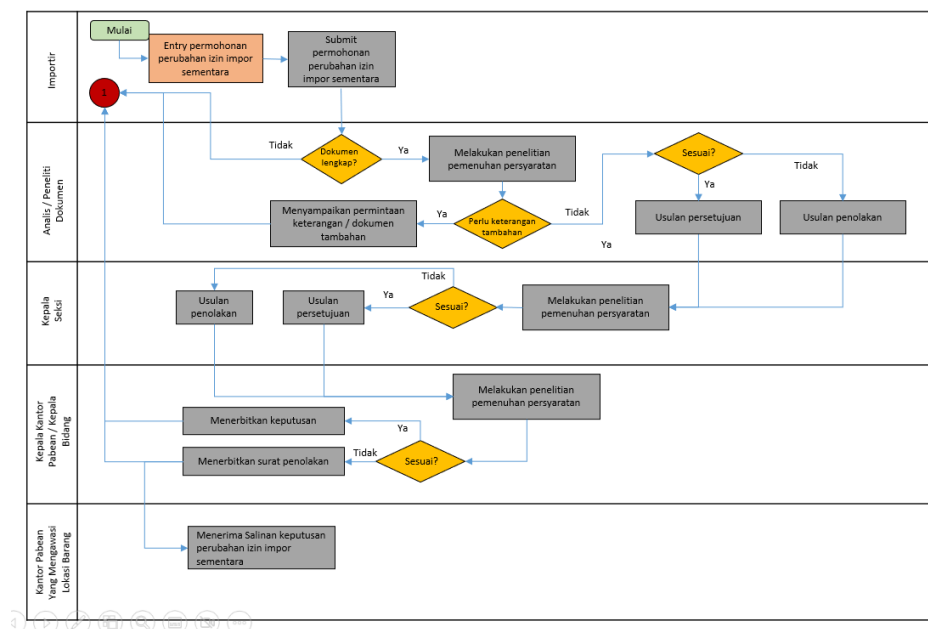 Importir
Mulai
Entry permohonan
perubahan izin impor
sementara
Submit
permohonan
perubahan izin
impor sementara
Analis / Peneliti
Dokumen
Tidak
Dokumen
lengkap?
Ya
Melakukan penelitian
pemenuhan persyaratan
Sesuai?
Tidak
Ya
Menyampaikan permintaan
keterangan / dokumen
tambahan
Ya
Perlu keterangan
tambahan
Tidak
Usulan persetujuan
Usulan penolakan
Ya
Kepala
Seksi
Tidak
Usulan
penolakan
Usulan
persetujuan
Ya
Sesuai?
Melakukan penelitian
pemenuhan persyaratan
Kepala Kantor
Pabean / Kepala
Bidang
Melakukan penelitian
pemenuhan persyaratan
Menerbitkan keputusan
Ya
Menerbitkan surat penolakan
Tidak
Sesuai?
Kantor Pabean
Yang Mengawasi
Lokasi Barang
Menerima Salinan keputusan
perubahan izin impor
sementara